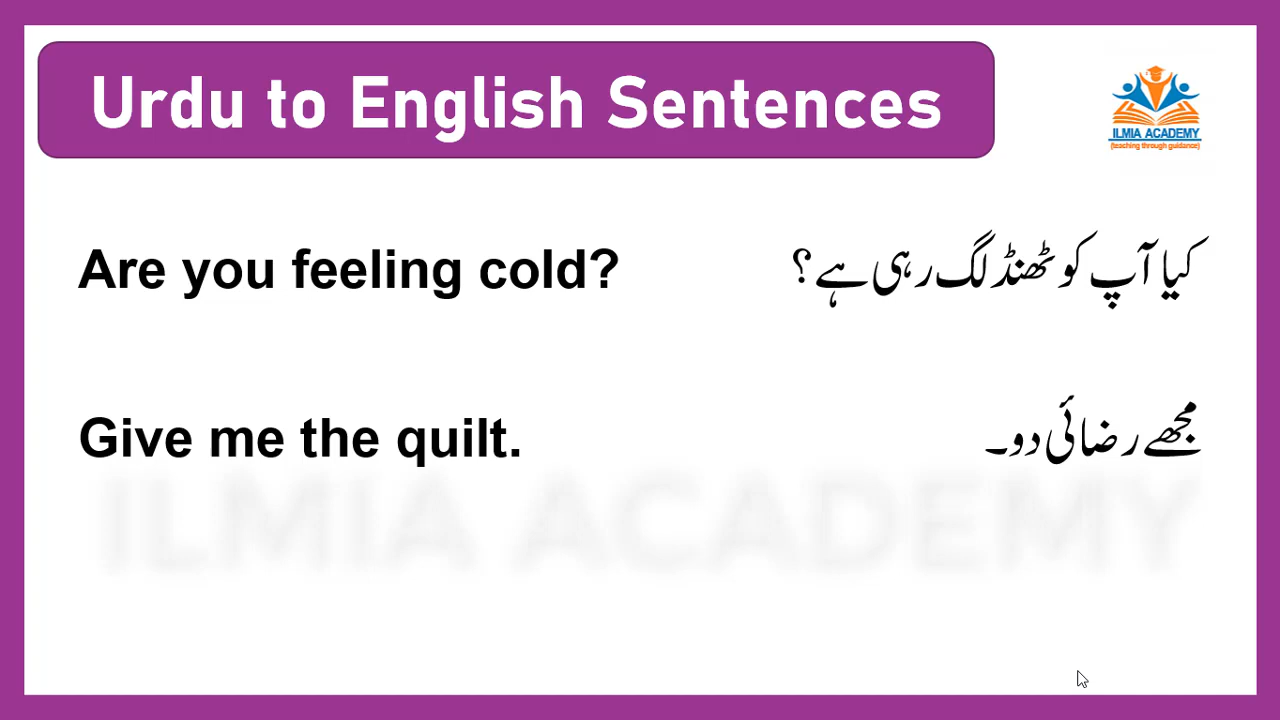 Urdu to English Sentences
ILMIA ACADEMY
(teaching through guidance)
Are you feeling cold?
کیا آپ کو ٹھنڈ لگ رہی ہے؟
Give me the quilt.
مجھے رضائی دو۔
ILMIA ACADEMY